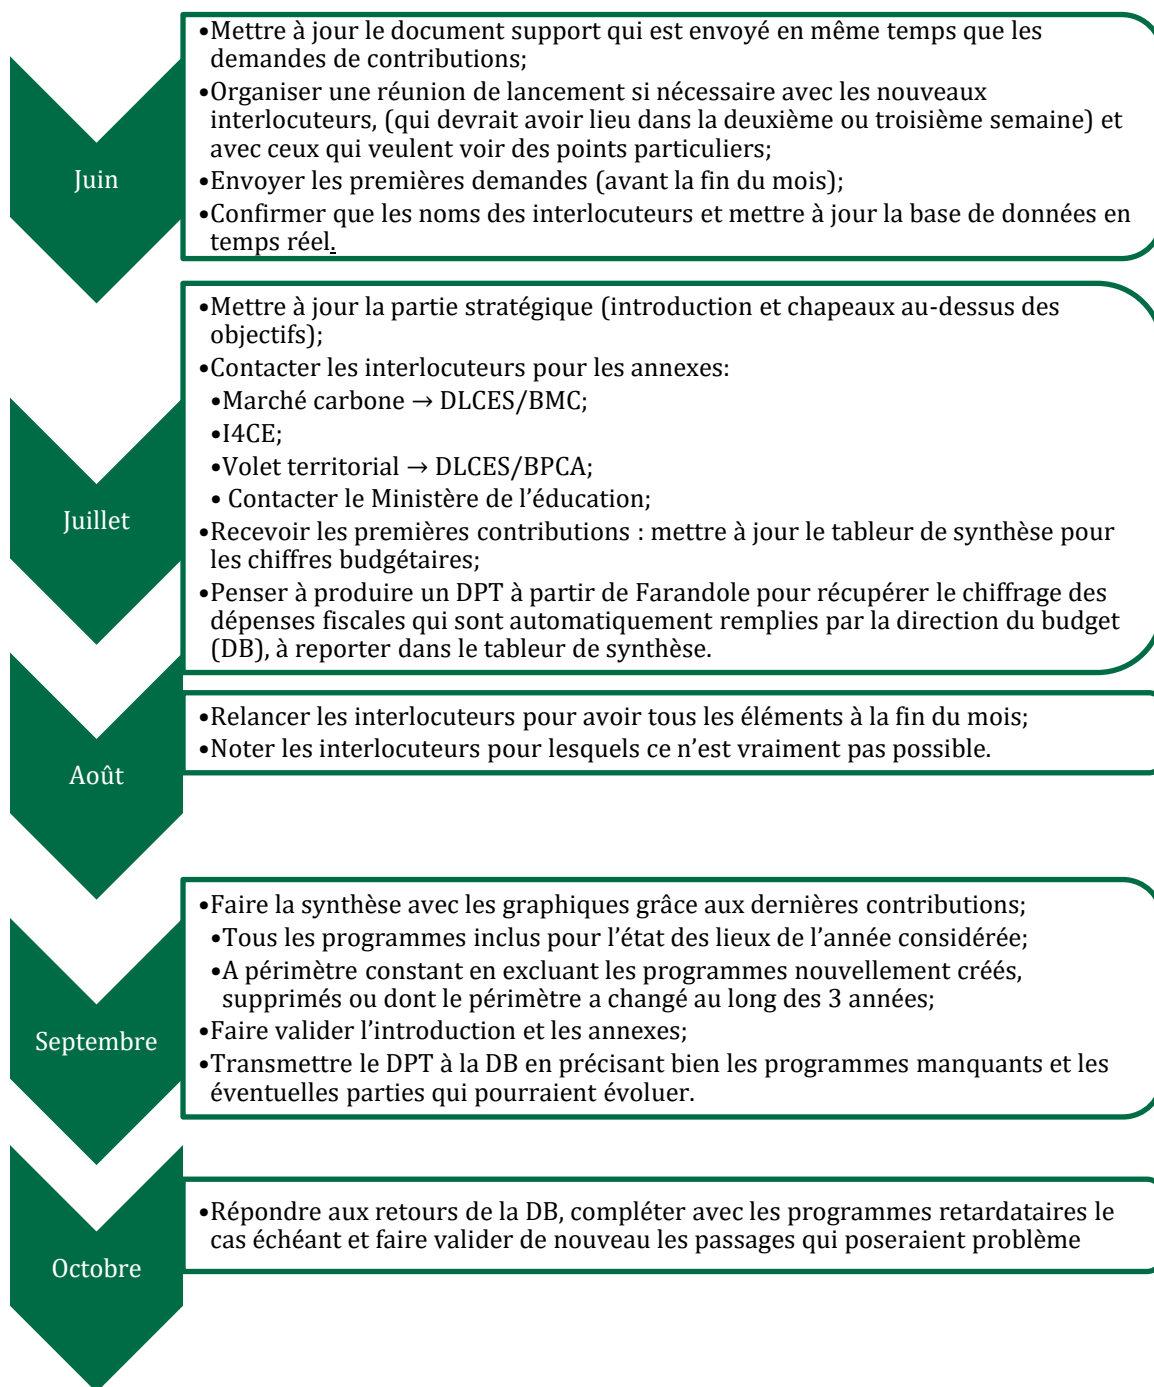 Juin
•Mettre à jour le document support qui est envoyé en même temps que les
demandes de contributions;
•Organiser une réunion de lancement si nécessaire avec les nouveaux
interlocuteurs, (qui devrait avoir lieu dans la deuxième ou troisième semaine) et
avec ceux qui veulent voir des points particuliers;
•Envoyer les premières demandes (avant la fin du mois);
•Confirmer que les noms des interlocuteurs et mettre à jour la base de données en
temps réel.
Juillet
•Mettre à jour la partie stratégique (introduction et chapeaux au-dessus des
objectifs);
•Contacter les interlocuteurs pour les annexes:
•Marché carbone → DLCES/BMC;
•I4CE;
•Volet territorial → DLCES/BPCA;
• Contacter le Ministère de l’éducation;
•Recevoir les premières contributions : mettre à jour le tableur de synthèse pour
les chiffres budgétaires;
•Penser à produire un DPT à partir de Farandole pour récupérer le chiffrage des
dépenses fiscales qui sont automatiquement remplies par la direction du budget
(DB), à reporter dans le tableur de synthèse.
Août
•Relancer les interlocuteurs pour avoir tous les éléments à la fin du mois;
•Noter les interlocuteurs pour lesquels ce n’est vraiment pas possible.
Septembre
•Faire la synthèse avec les graphiques grâce aux dernières contributions;
•Tous les programmes inclus pour l’état des lieux de l’année considérée;
•A périmètre constant en excluant les programmes nouvellement créés,
supprimés ou dont le périmètre a changé au long des 3 années;
•Faire valider l’introduction et les annexes;
•Transmettre le DPT à la DB en précisant bien les programmes manquants et les
éventuelles parties qui pourraient évoluer.
Octobre
•Répondre aux retours de la DB, compléter avec les programmes retardataires le
cas échéant et faire valider de nouveau les passages qui poseraient problème